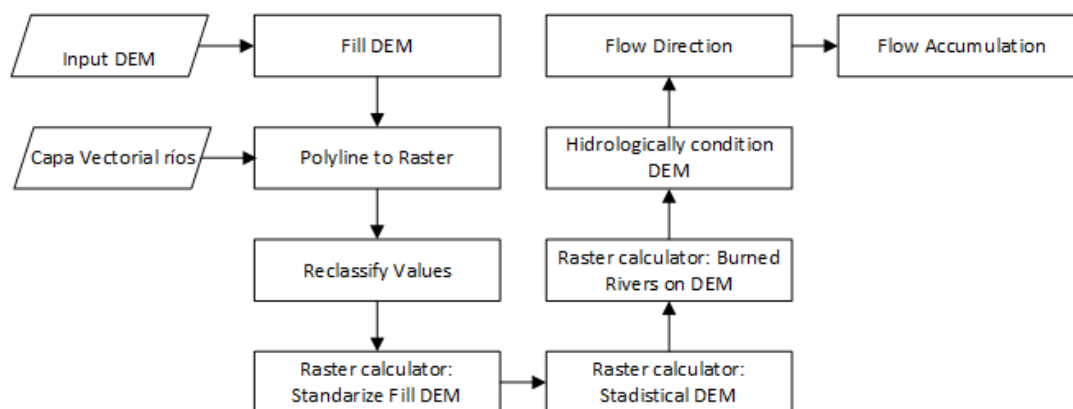 Input DEM
Fill DEM
Flow Direction
Flow Accumulation
Capa Vectorial ríos
Polyline to Raster
Hidrologically condition
DEM
Reclassify Values
Raster calculator: Burned
Rivers on DEM
Raster calculator:
Standarize Fill DEM
Raster calculator:
Stadistical DEM